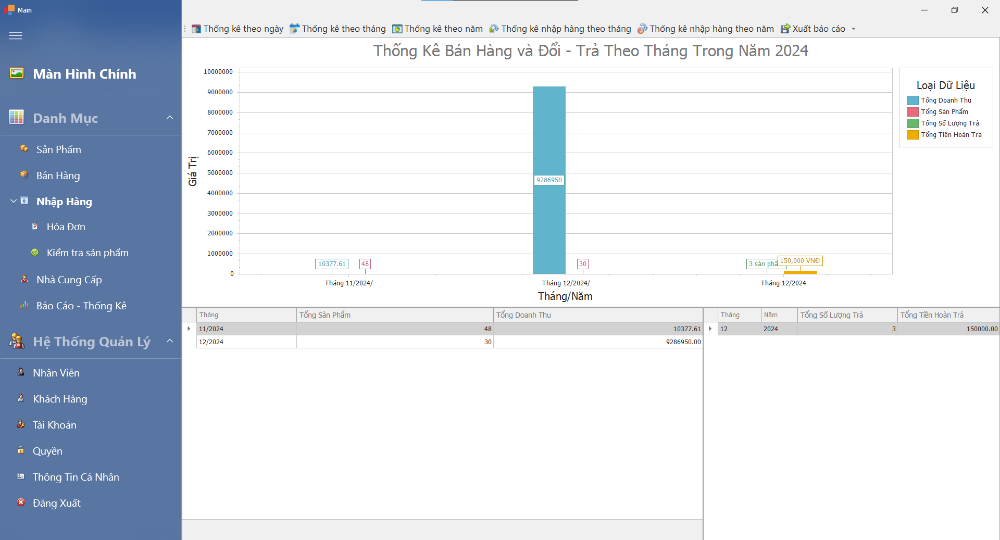 Main
Màn Hình Chính
Danh Mục
Sản Phẩm
Bán Hàng
Nhập Hàng
Hóa Đơn
Kiểm tra sản phẩm
Nhà Cung Cấp
Báo Cáo - Thống Kê
Hệ Thống Quản Lý
Nhân Viên
Khách Hàng
Tài Khoản
Quyền
Thông Tin Cá Nhân
Đăng Xuất
Thống kê theo ngày Thống kê theo tháng Thống kê theo năm Thống kê nhập hàng theo tháng Thống kê nhập hàng theo năm Xuất báo cáo
Thống Kê Bán Hàng và Đổi - Trả Theo Tháng Trong Năm 2024
Giá Trị
10000000
9000000
8000000
7000000
6000000
5000000
4000000
3000000
2000000
1000000
0
9286950
10377.61 48 30 3 sản phẩ 150,000 VNĐ
Tháng 11/2024/ Tháng 12/2024/ Tháng 12/2024
Tháng/Năm
Loại Dữ Liệu
Tổng Doanh Thu
Tổng Sản Phẩm
Tổng Số Lượng Trả
Tổng Tiền Hoàn Trả
Tháng Tổng Sản Phẩm Tổng Doanh Thu
11/2024 48 10377.61
12/2024 30 9286950.00
Tháng Năm Tổng Số Lượng Trả Tổng Tiền Hoàn Trả
12 2024 3 150000.00